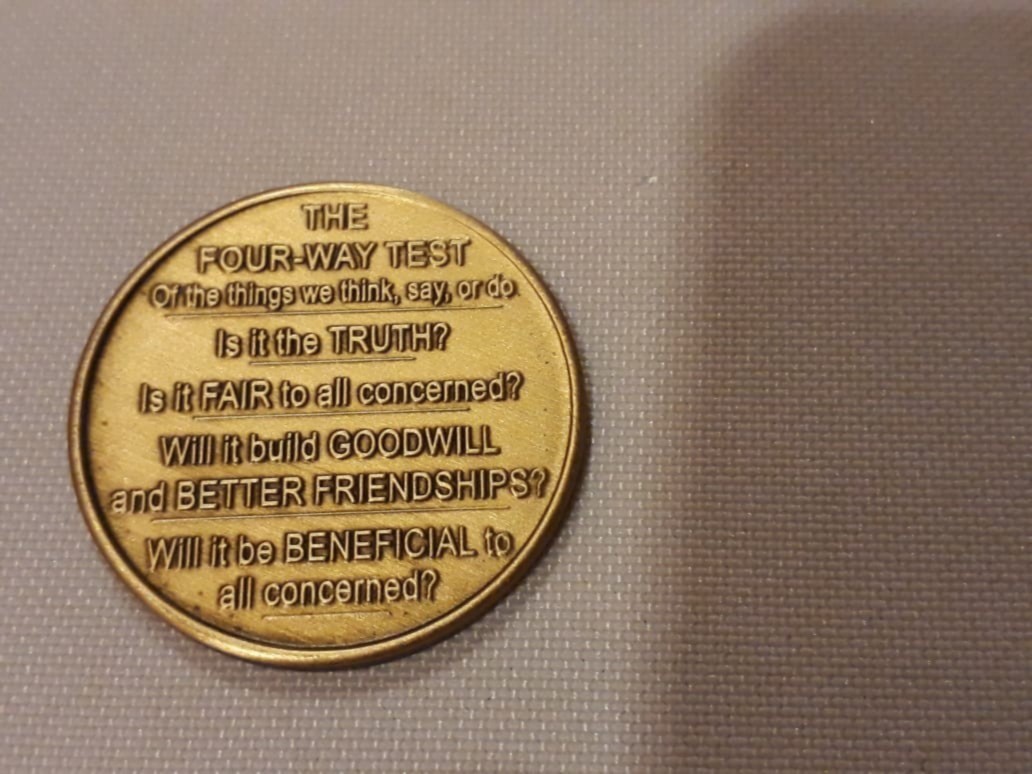 THE
FOUR-WAY TEST
Of the things we think, say, or do
Is it the TRUTH?
Is it FAIR to all concerned?
Will it build GOODWILL
and BETTER FRIENDSHIPS?
Will it be BENEFICIAL to
all concerned?